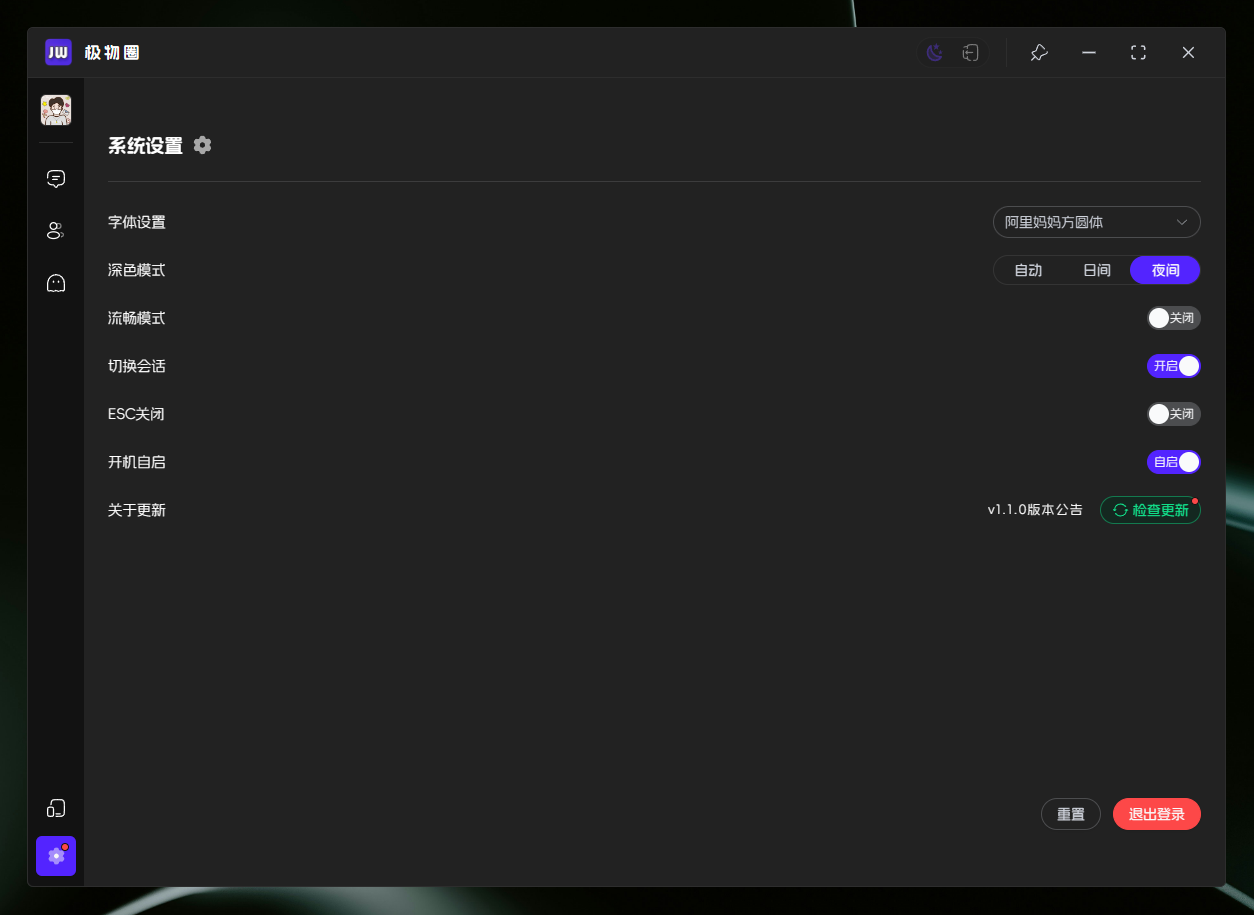 JW 极物圈
系统设置
字体设置 阿里妈妈方圆体
深色模式 自动 日间 夜间
流畅模式 关闭
切换会话 开启
ESC关闭 关闭
开机自启 自启
关于更新 v1.1.0版本公告 检查更新
重置 退出登录